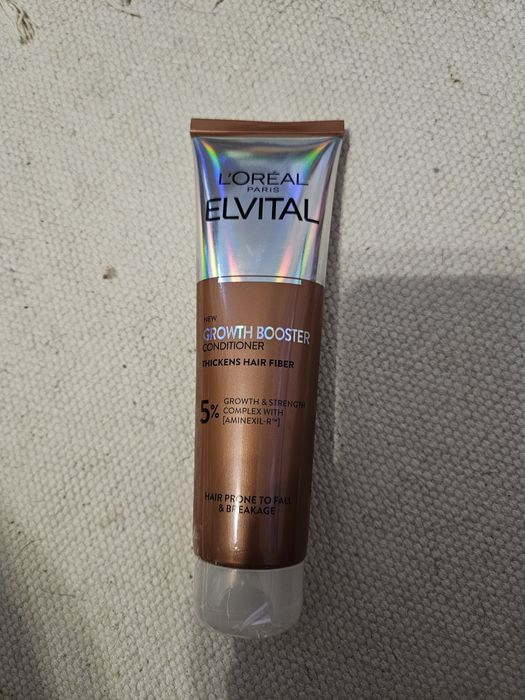 L'ORÉAL
PARIS
ELVITAL
NEW
GROWTH BOOSTER
CONDITIONER
THICKENS HAIR FIBER
5%
GROWTH & STRENGTH
COMPLEX WITH
[AMINEXIL-R™]
HAIR PRONE TO FALL
& BREAKAGE